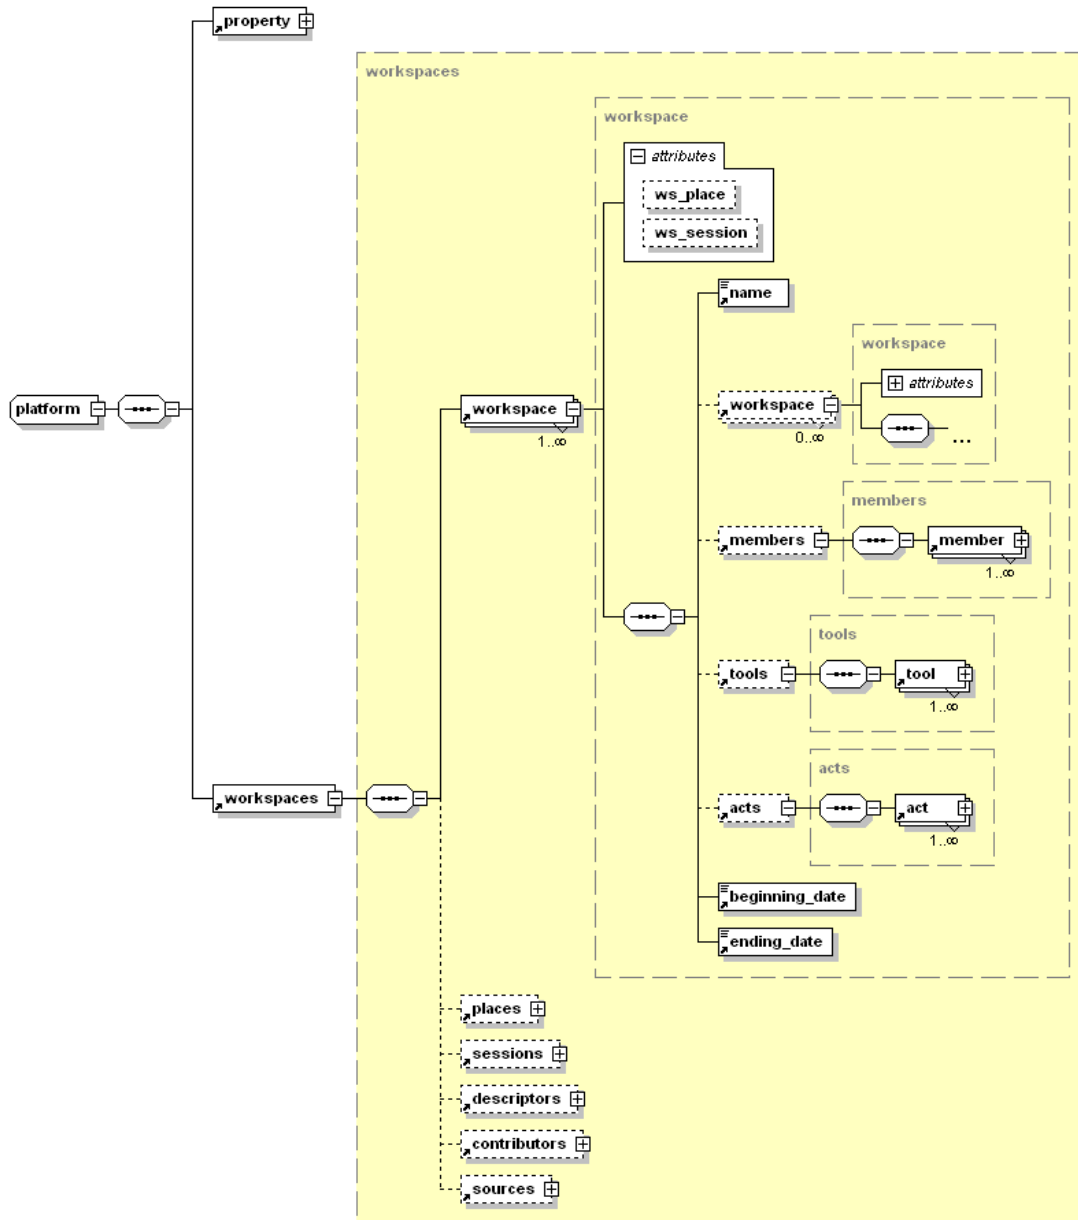 property
workspaces
workspace
attributes
ws_place
ws_session
name
workspace
attributes
workspace
0..∞
...
platform
workspace
1..∞
members
members
member
1..∞
tools
tools
tool
1..∞
acts
workspaces
acts
act
1..∞
beginning_date
ending_date
places
sessions
descriptors
contributors
sources